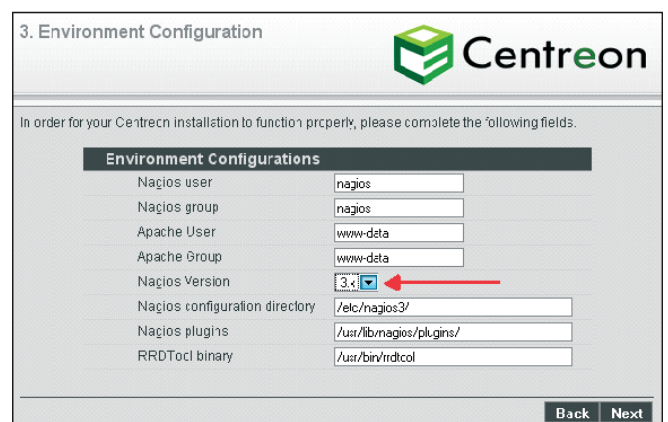 3. Environment Configuration
Centreon
In order for your Centreon installation to function properly, please complete the following fields.
Environment Configurations
Nagios user nagios
Nagios group nagios
Apache User www-data
Apache Group www-data
Nagios Version 3.x
Nagios configuration directory /etc/nagios3/
Nagios plugins /usr/lib/nagios/plugins/
RRDTool binary /usr/bin/rrdtool
Back Next